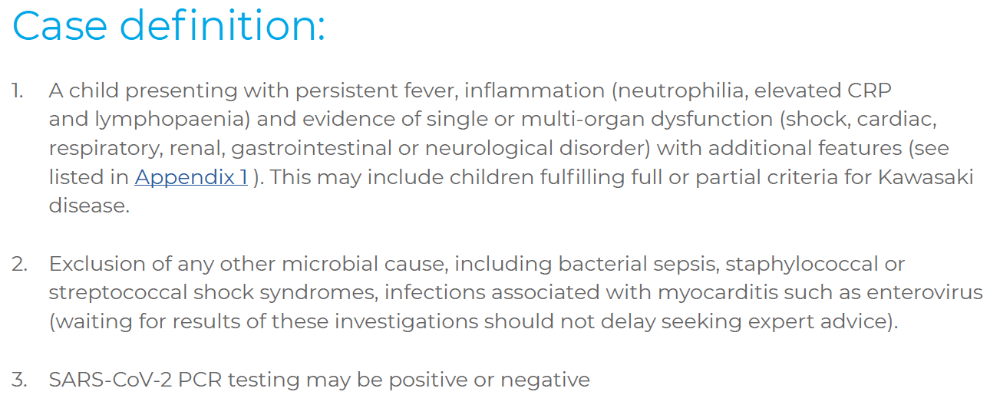 Case definition:
1. A child presenting with persistent fever, inflammation (neutrophilia, elevated CRP
and lymphopaenia) and evidence of single or multi-organ dysfunction (shock, cardiac,
respiratory, renal, gastrointestinal or neurological disorder) with additional features (see
listed in Appendix 1 ). This may include children fulfilling full or partial criteria for Kawasaki
disease.
2. Exclusion of any other microbial cause, including bacterial sepsis, staphylococcal or
streptococcal shock syndromes, infections associated with myocarditis such as enterovirus
(waiting for results of these investigations should not delay seeking expert advice).
3. SARS-CoV-2 PCR testing may be positive or negative